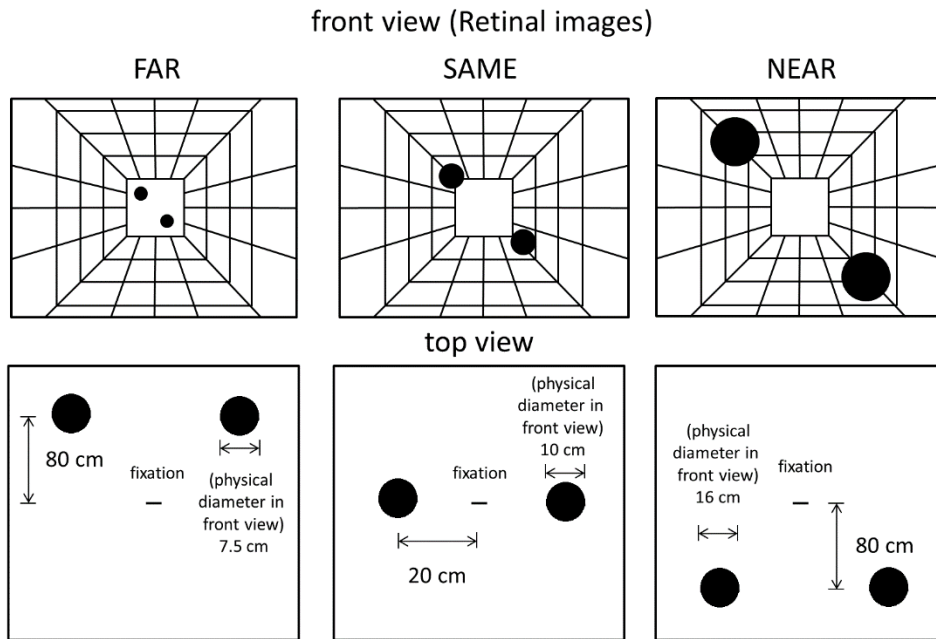 front view (Retinal images)
FAR
SAME
NEAR
top view
80 cm
fixation
(physical
diameter in
front view)
7.5 cm
(physical
diameter in
front view)
10 cm
fixation
20 cm
(physical
diameter in
front view)
16 cm
fixation
80 cm